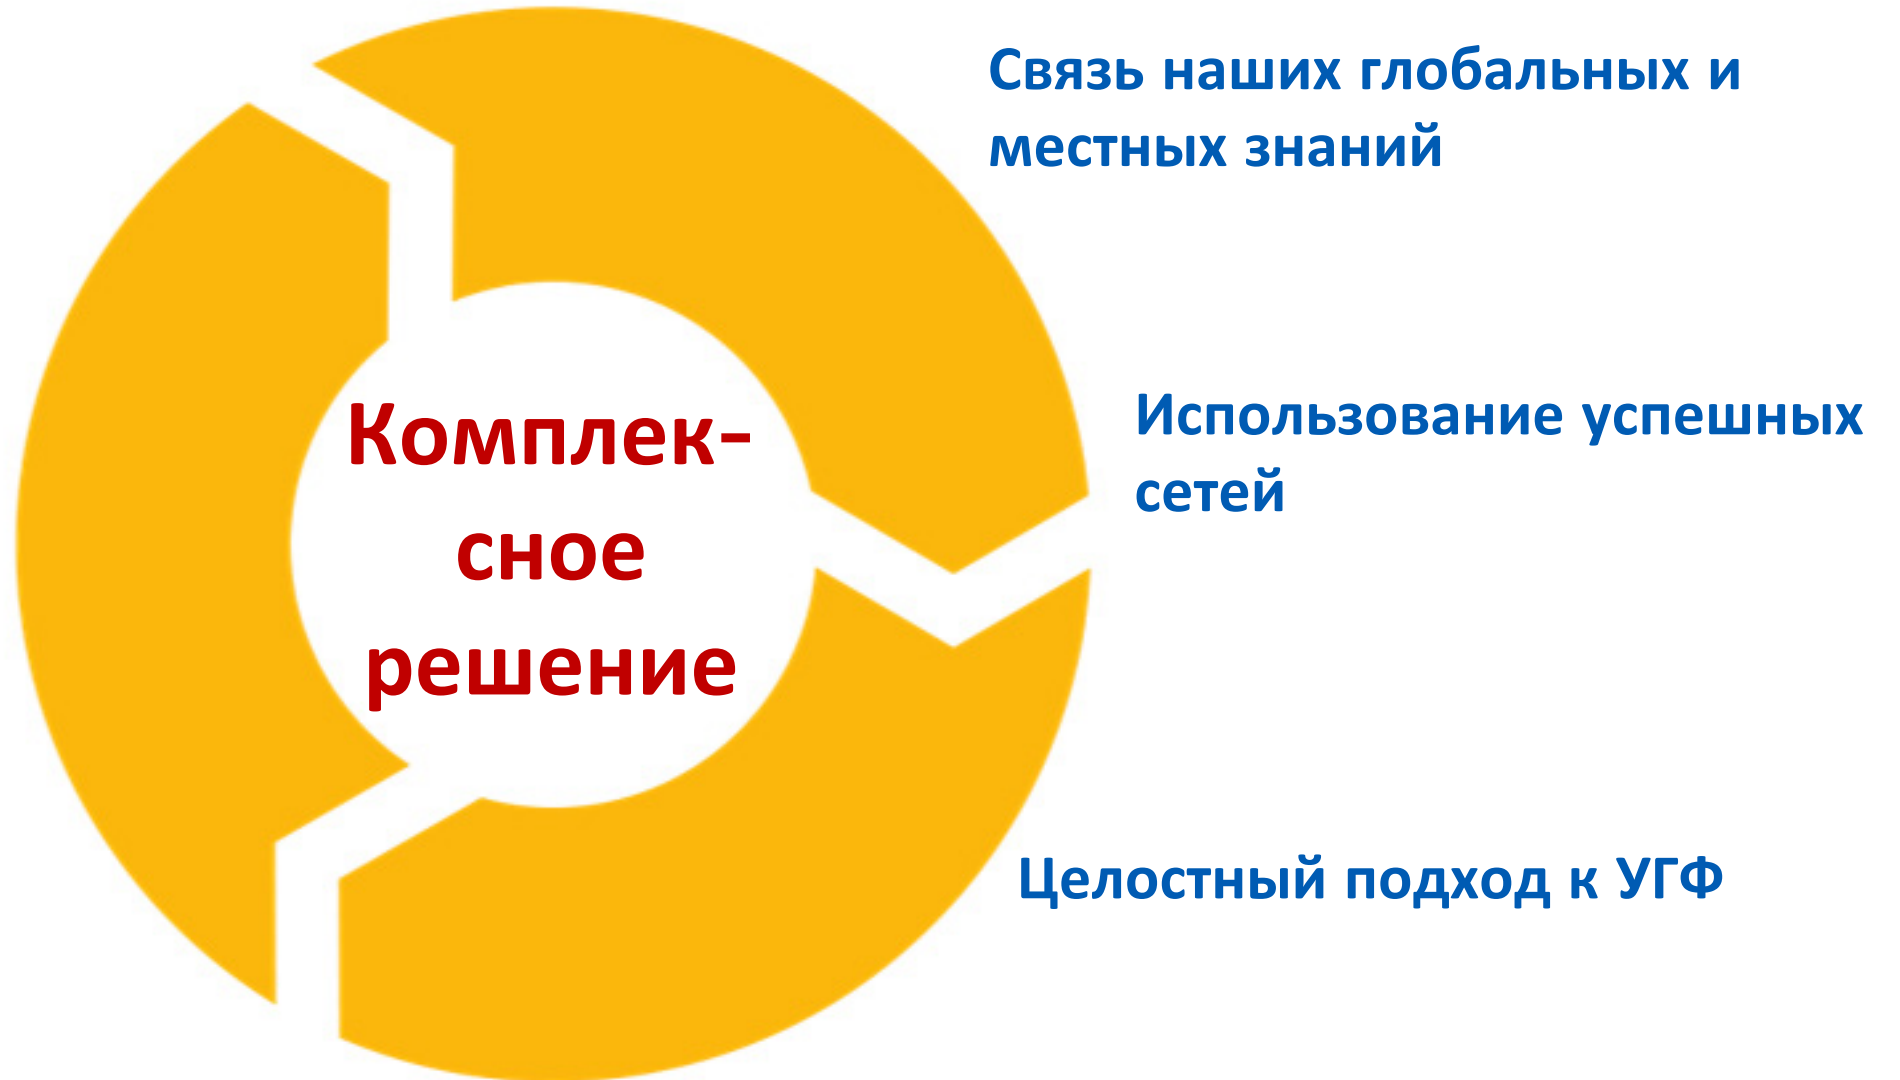 Связь наших глобальных и
местных знаний
Использование успешных
сетей
Комплек-
сное
решение
Целостный подход к УГФ